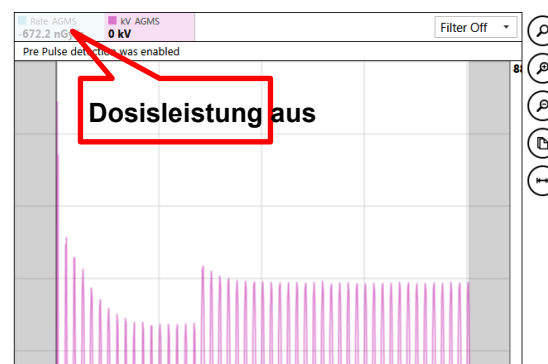 Rate AGMS
kV AGMS
-672.2 nGy
0 kV
Filter Off
Pre Pulse detection was enabled
Dosisleistung aus